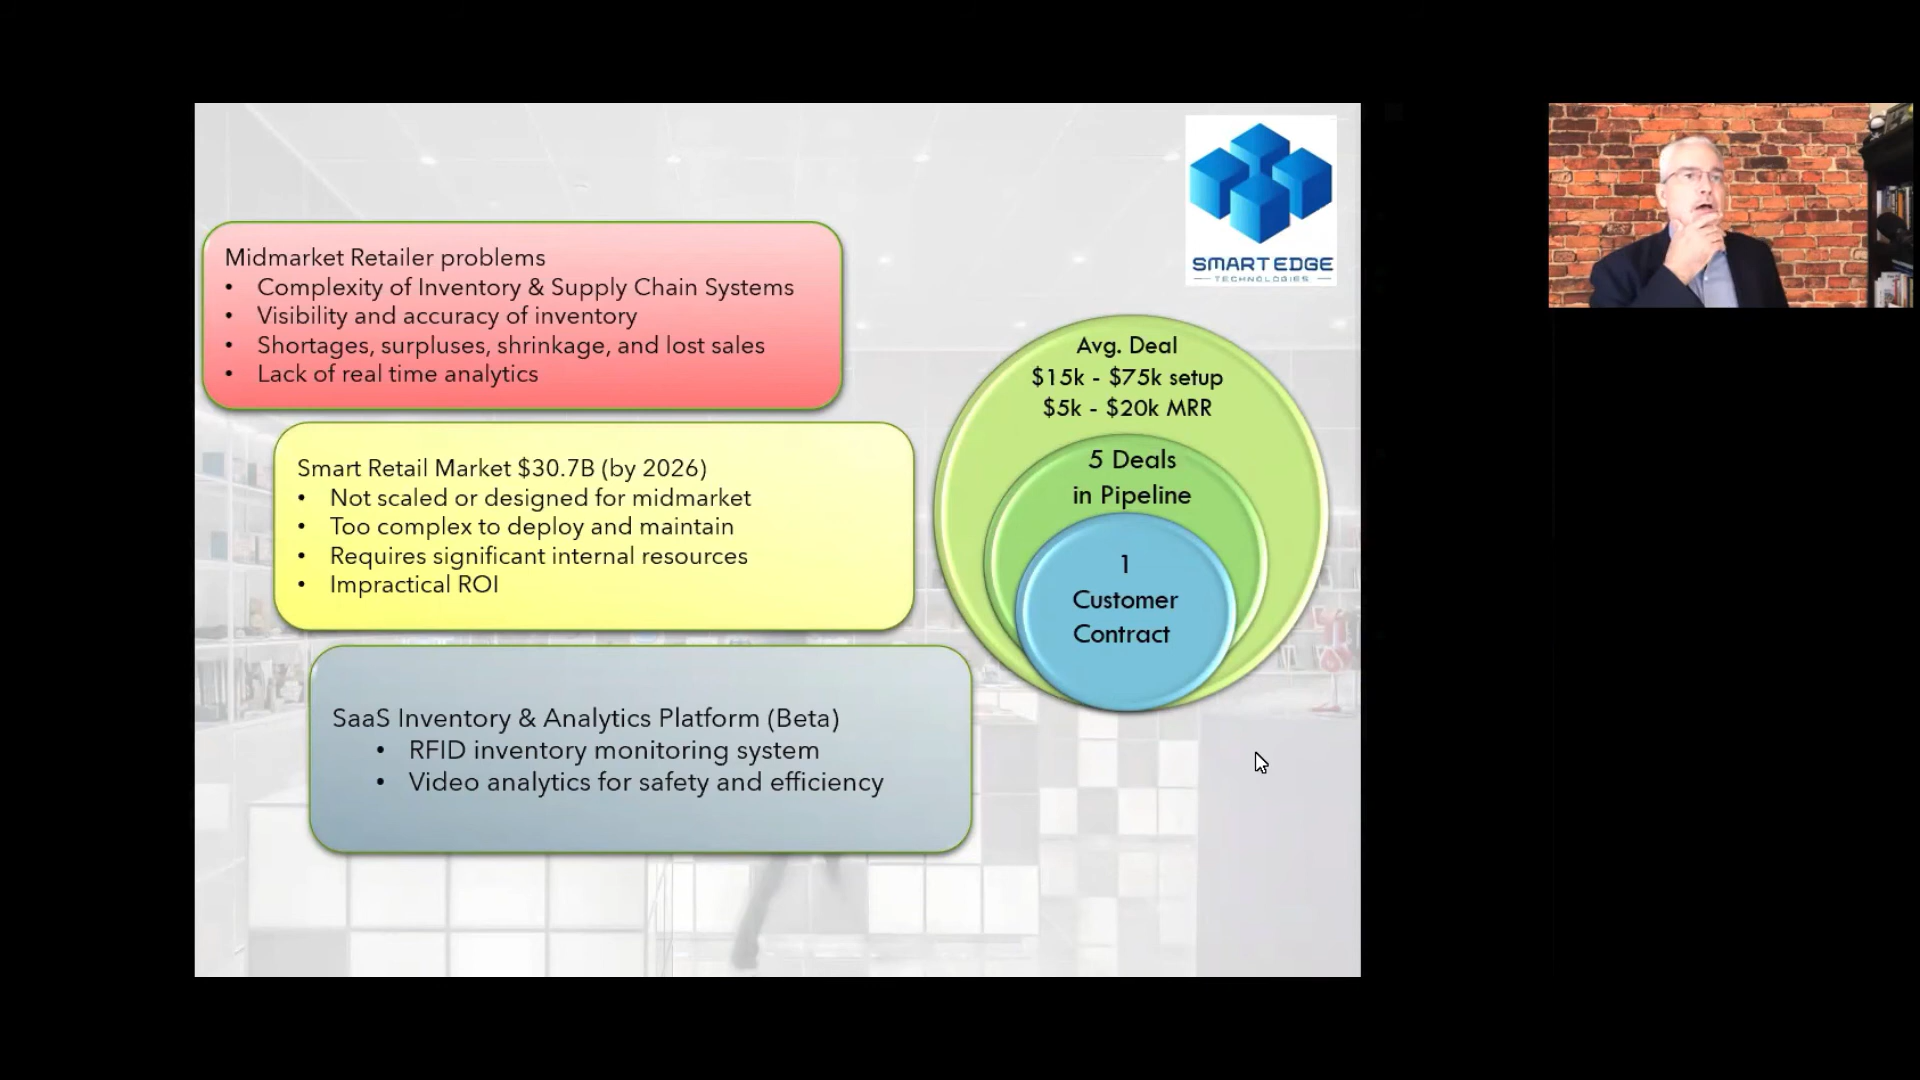 SMART EDGE
TECHNOLOGIES
Midmarket Retailer problems
• Complexity of Inventory & Supply Chain Systems
• Visibility and accuracy of inventory
• Shortages, surpluses, shrinkage, and lost sales
• Lack of real time analytics
Smart Retail Market $30.7B (by 2026)
• Not scaled or designed for midmarket
• Too complex to deploy and maintain
• Requires significant internal resources
• Impractical ROI
SaaS Inventory & Analytics Platform (Beta)
• RFID inventory monitoring system
• Video analytics for safety and efficiency
Avg. Deal
$15k - $75k setup
$5k - $20k MRR
5 Deals
in Pipeline
1
Customer
Contract